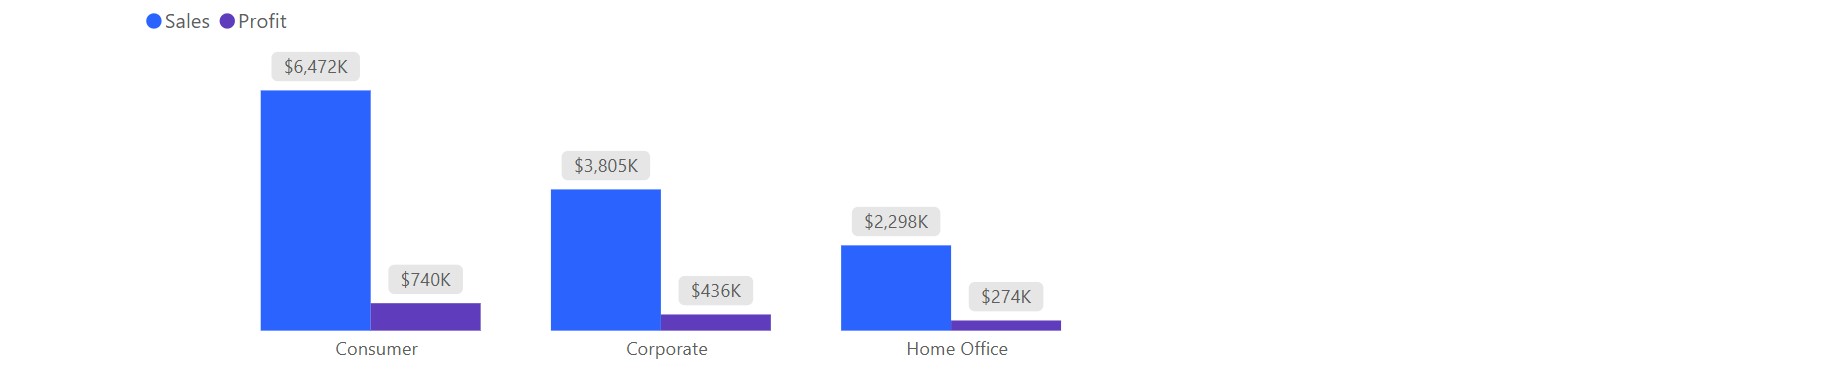 Sales Profit
$6,472K
$3,805K
$2,298K
$740K
$436K
$274K
Consumer Corporate Home Office